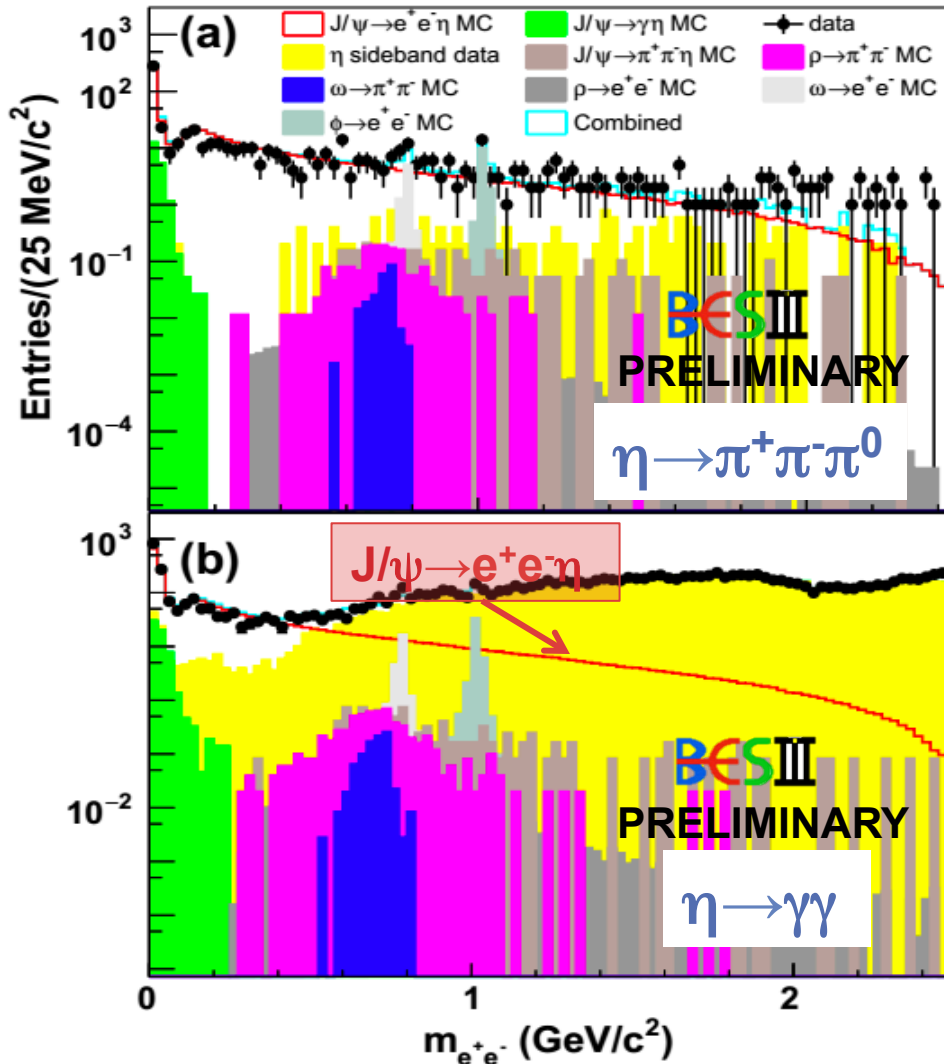 (a)
J/ψ→e⁺e⁻η MC
J/ψ→γη MC
data
η sideband data
J/ψ→π⁺π⁻η MC
ρ→π⁺π⁻ MC
ω→π⁺π⁻ MC
ρ→e⁺e⁻ MC
ω→e⁺e⁻ MC
φ→e⁺e⁻ MC
Combined
Entries/(25 MeV/c²)
10³
10²
10⁻¹
10⁻⁴
BESIII
PRELIMINARY
η→π⁺π⁻π⁰
(b)
J/ψ→e⁺e⁻η
10³
10⁻²
BESIII
PRELIMINARY
η→γγ
0 1 2
m_e⁺e⁻ (GeV/c²)